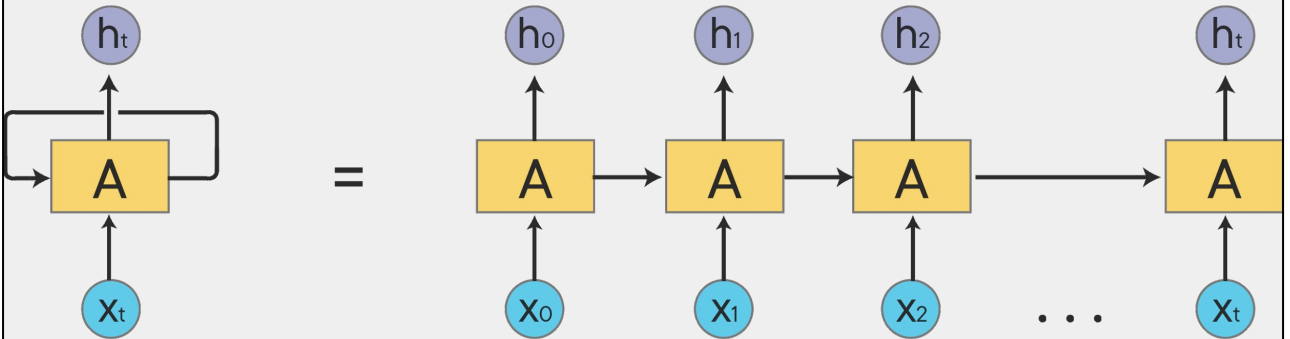 ht h0 h1 h2 ht
A = A A A A
xt x0 x1 x2 . . . xt